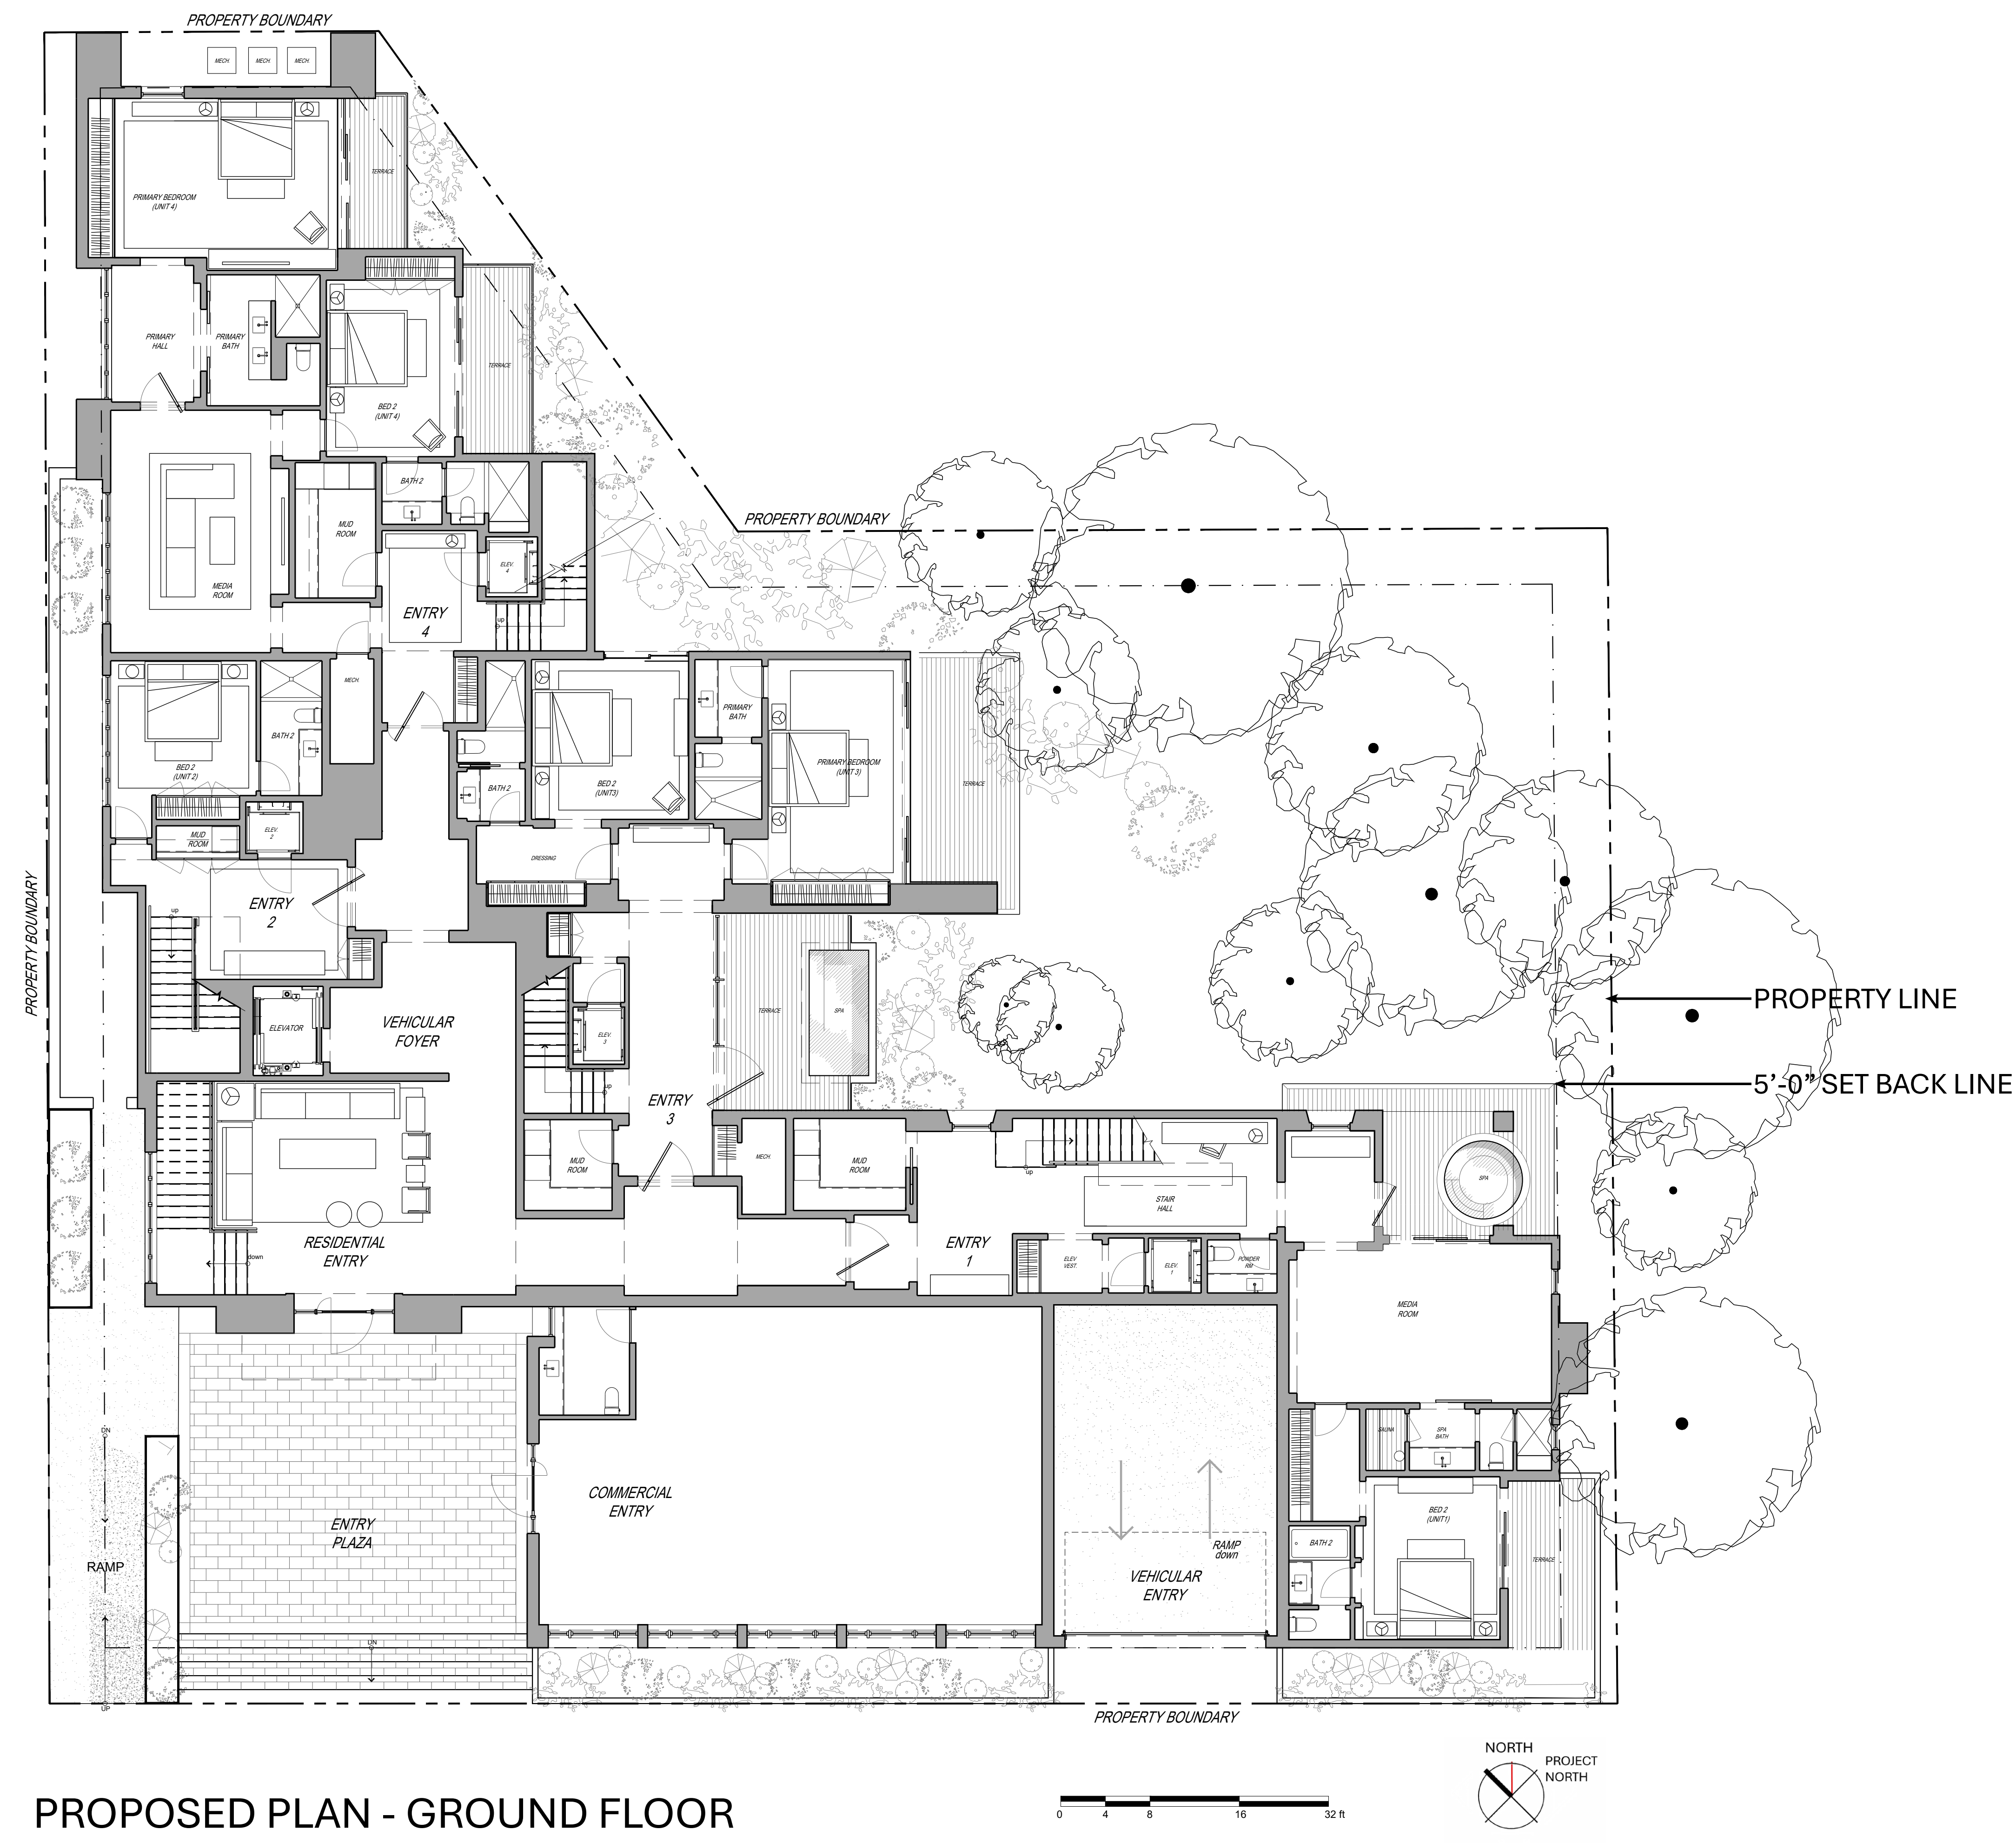 PROPERTY BOUNDARY
MECH.
MECH.
MECH.
TERRACE
PRIMARY BEDROOM
(UNIT 4)
PRIMARY
HALL
PRIMARY
BATH
TERRACE
BED 2
(UNIT 4)
BATH 2
MUD
ROOM
PROPERTY BOUNDARY
ELEV.
4
MEDIA
ROOM
ENTRY
4
up
MECH.
BATH 2
PRIMARY
BATH
BED 2
(UNIT 2)
PRIMARY BEDROOM
(UNIT 3)
BED 2
(UNIT3)
TERRACE
BATH 2
ELEV.
2
MUD
ROOM
DRESSING
PROPERTY BOUNDARY
ENTRY
2
up
PROPERTY LINE
TERRACE
SPA
VEHICULAR
FOYER
ELEVATOR
ELEV.
3
5’-0” SET BACK LINE
up
ENTRY
3
MECH.
MUD
ROOM
MUD
ROOM
up
SPA
STAIR
HALL
RESIDENTIAL
ENTRY
down
ENTRY
1
ELEV
VEST.
ELEV.
1
POWDER
RM
MEDIA
ROOM
DN
SAUNA
SPA
BATH
COMMERCIAL
ENTRY
BED 2
(UNIT1)
ENTRY
PLAZA
BATH 2
RAMP
down
TERRACE
RAMP
VEHICULAR
ENTRY
DN
UP
PROPERTY BOUNDARY
NORTH
PROJECT
NORTH
PROPOSED PLAN - GROUND FLOOR
0 4 8 16 32 ft